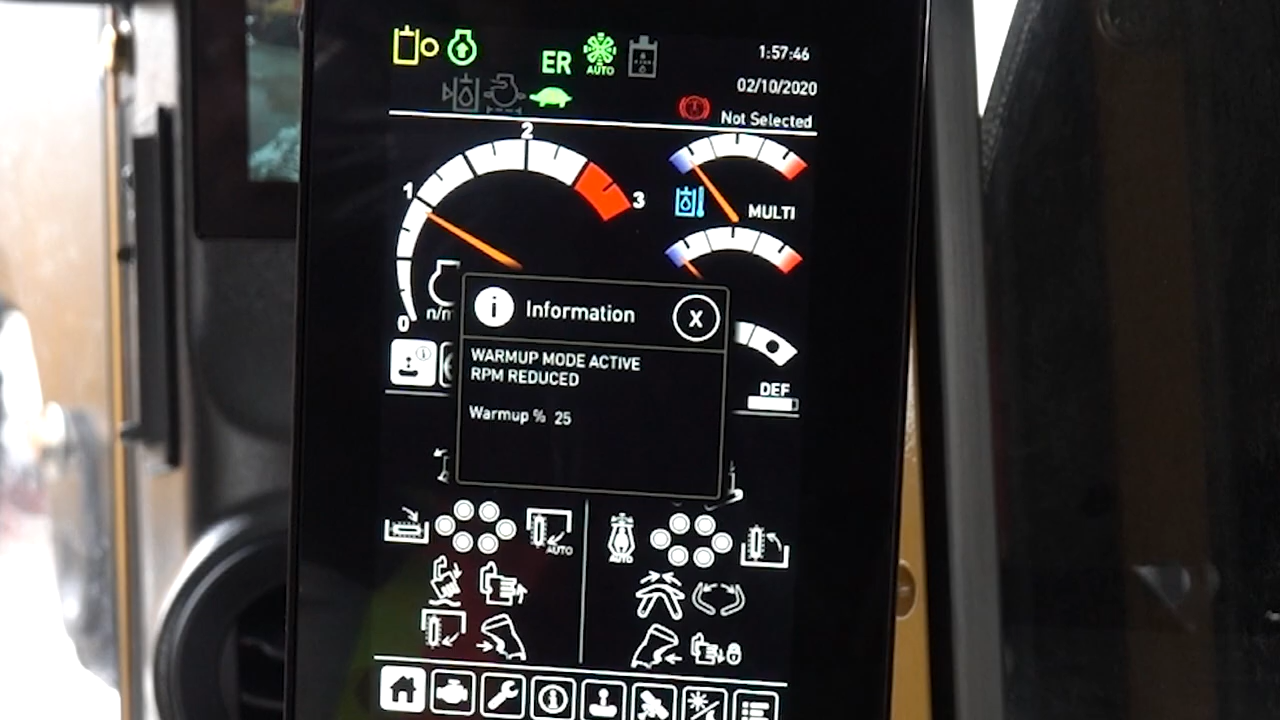 1:57:46
ER
AUTO
02/10/2020
Not Selected
2
1
3
MULTI
0
n/m
i Information X
WARMUP MODE ACTIVE
RPM REDUCED
Warmup % 25
DEF
AUTO
AUTO